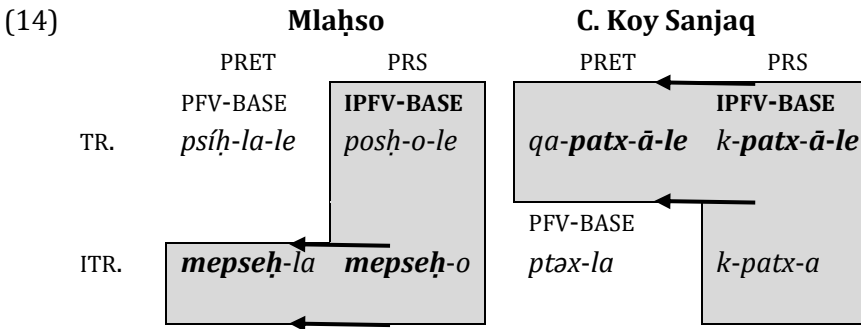 (14) Mlaḥso C. Koy Sanjaq
PRET PRS PRET PRS
PFV-BASE IPFV-BASE IPFV-BASE
TR. psíḥ-la-le posḥ-o-le qa-patx-ā-le k-patx-ā-le
PFV-BASE
ITR. mepseḥ-la mepseḥ-o ptəx-la k-patx-a